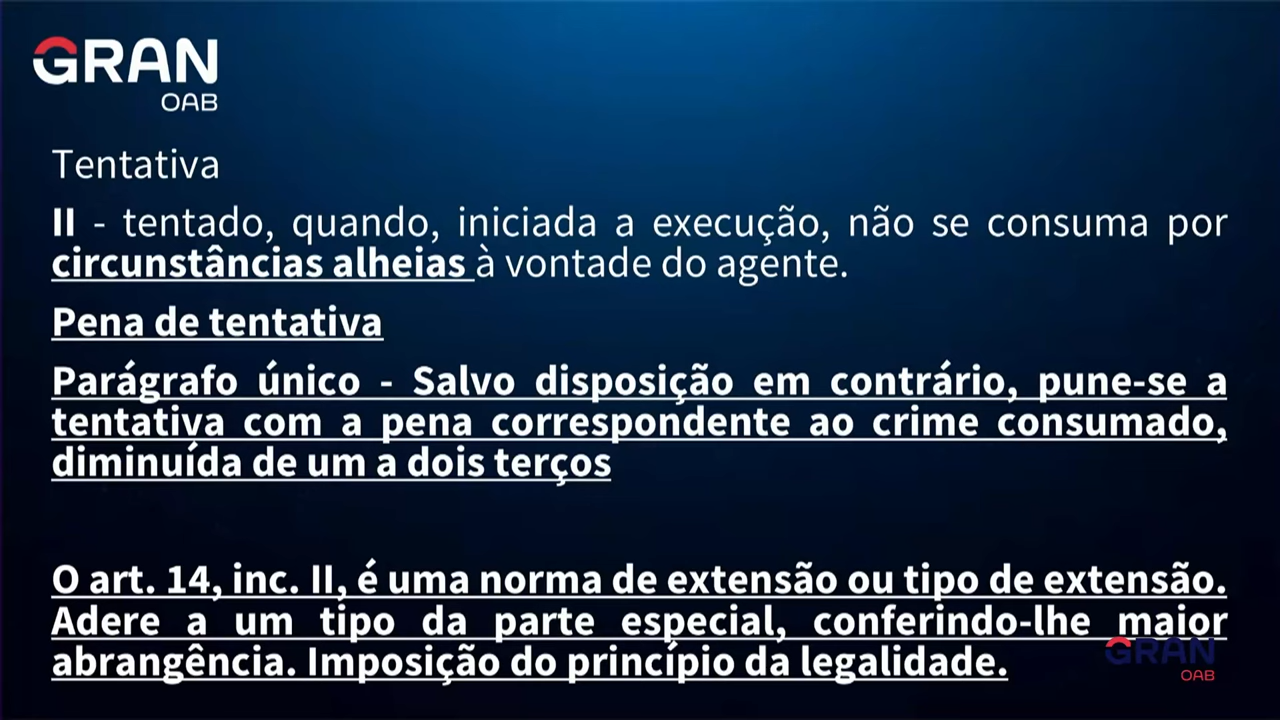 GRAN
OAB
Tentativa
II - tentado, quando, iniciada a execução, não se consuma por
circunstâncias alheias à vontade do agente.
Pena de tentativa
Parágrafo único - Salvo disposição em contrário, pune-se a
tentativa com a pena correspondente ao crime consumado,
diminuída de um a dois terços
O art. 14, inc. II, é uma norma de extensão ou tipo de extensão.
Adere a um tipo da parte especial, conferindo-lhe maior
abrangência. Imposição do princípio da legalidade.
GRAN
OAB